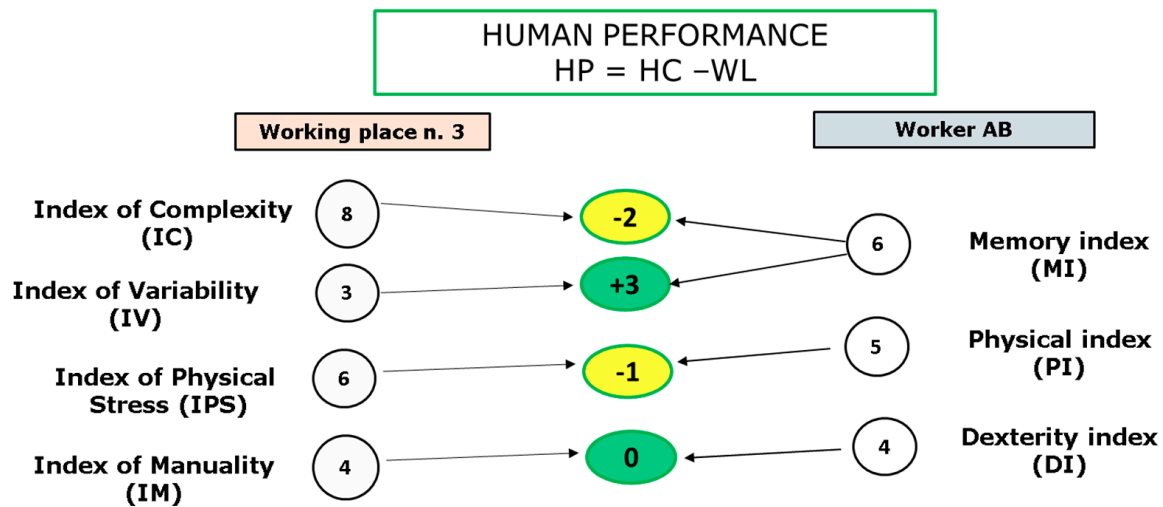 HUMAN PERFORMANCE
HP = HC –WL
Working place n. 3
Worker AB
Index of Complexity
(IC)
8
-2
6
Memory index
(MI)
Index of Variability
(IV)
3
+3
Index of Physical
Stress (IPS)
6
-1
5
Physical index
(PI)
Index of Manuality
(IM)
4
0
4
Dexterity index
(DI)